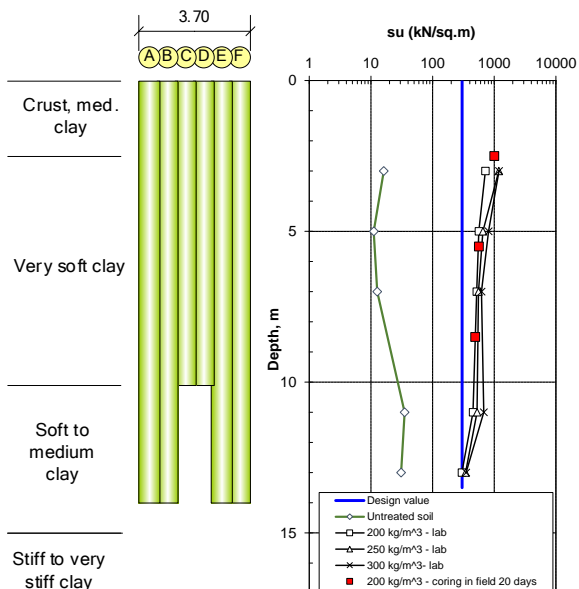 3.70
A B C D E F
Crust, med.
clay
Very soft clay
Soft to
medium
clay
Stiff to very
stiff clay
su (kN/sq.m)
1 10 100 1000 10000
0
5
10
15
Depth, m
Design value
Untreated soil
200 kg/m^3 - lab
250 kg/m^3 - lab
300 kg/m^3- lab
200 kg/m^3 - coring in field 20 days